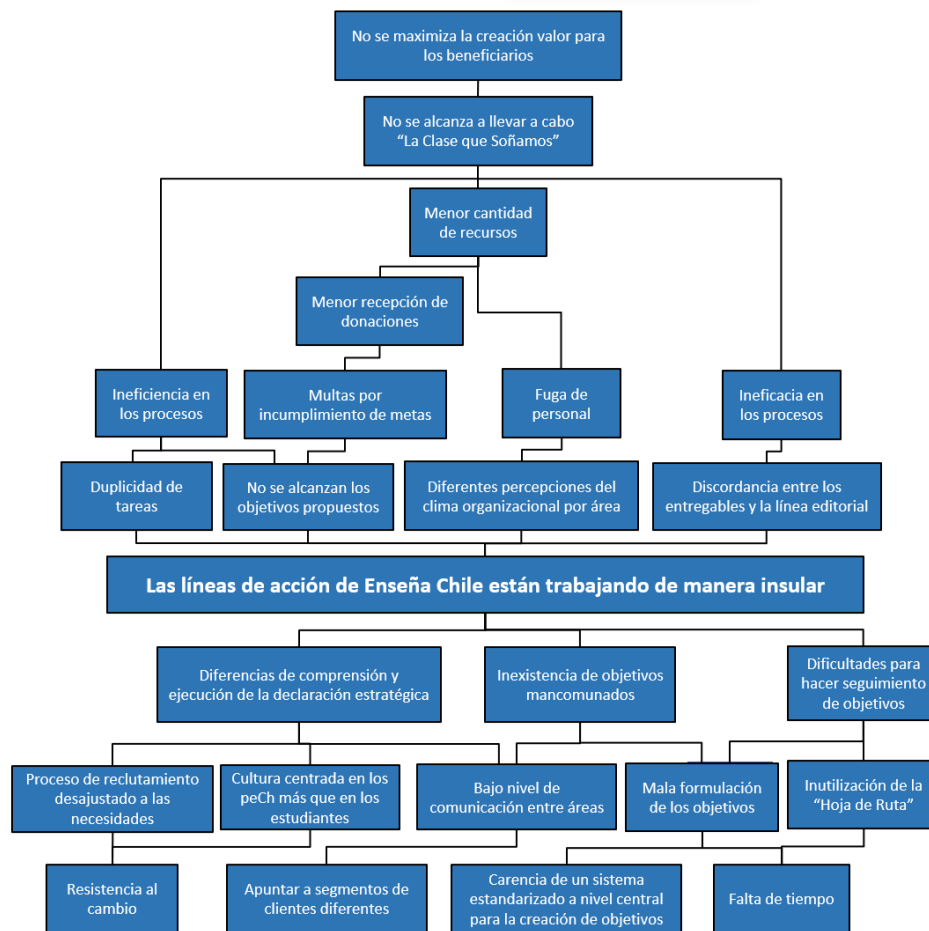 No se maximiza la creación valor para
los beneficiarios
No se alcanza a llevar a cabo
“La Clase que Soñamos”
Menor cantidad
de recursos
Menor recepción de
donaciones
Ineficiencia en
los procesos
Multas por
incumplimiento de metas
Fuga de
personal
Ineficacia en
los procesos
Duplicidad de
tareas
No se alcanzan los
objetivos propuestos
Diferentes percepciones del
clima organizacional por área
Discordancia entre los
entregables y la línea editorial
Las líneas de acción de Enseña Chile están trabajando de manera insular
Diferencias de comprensión y
ejecución de la declaración estratégica
Inexistencia de objetivos
mancomunados
Dificultades para
hacer seguimiento
de objetivos
Proceso de reclutamiento
desajustado a las
necesidades
Cultura centrada en los
peCh más que en los
estudiantes
Bajo nivel de
comunicación entre áreas
Mala formulación
de los objetivos
Inutilización de la
“Hoja de Ruta”
Resistencia al
cambio
Apuntar a segmentos de
clientes diferentes
Carencia de un sistema
estandarizado a nivel central
para la creación de objetivos
Falta de tiempo